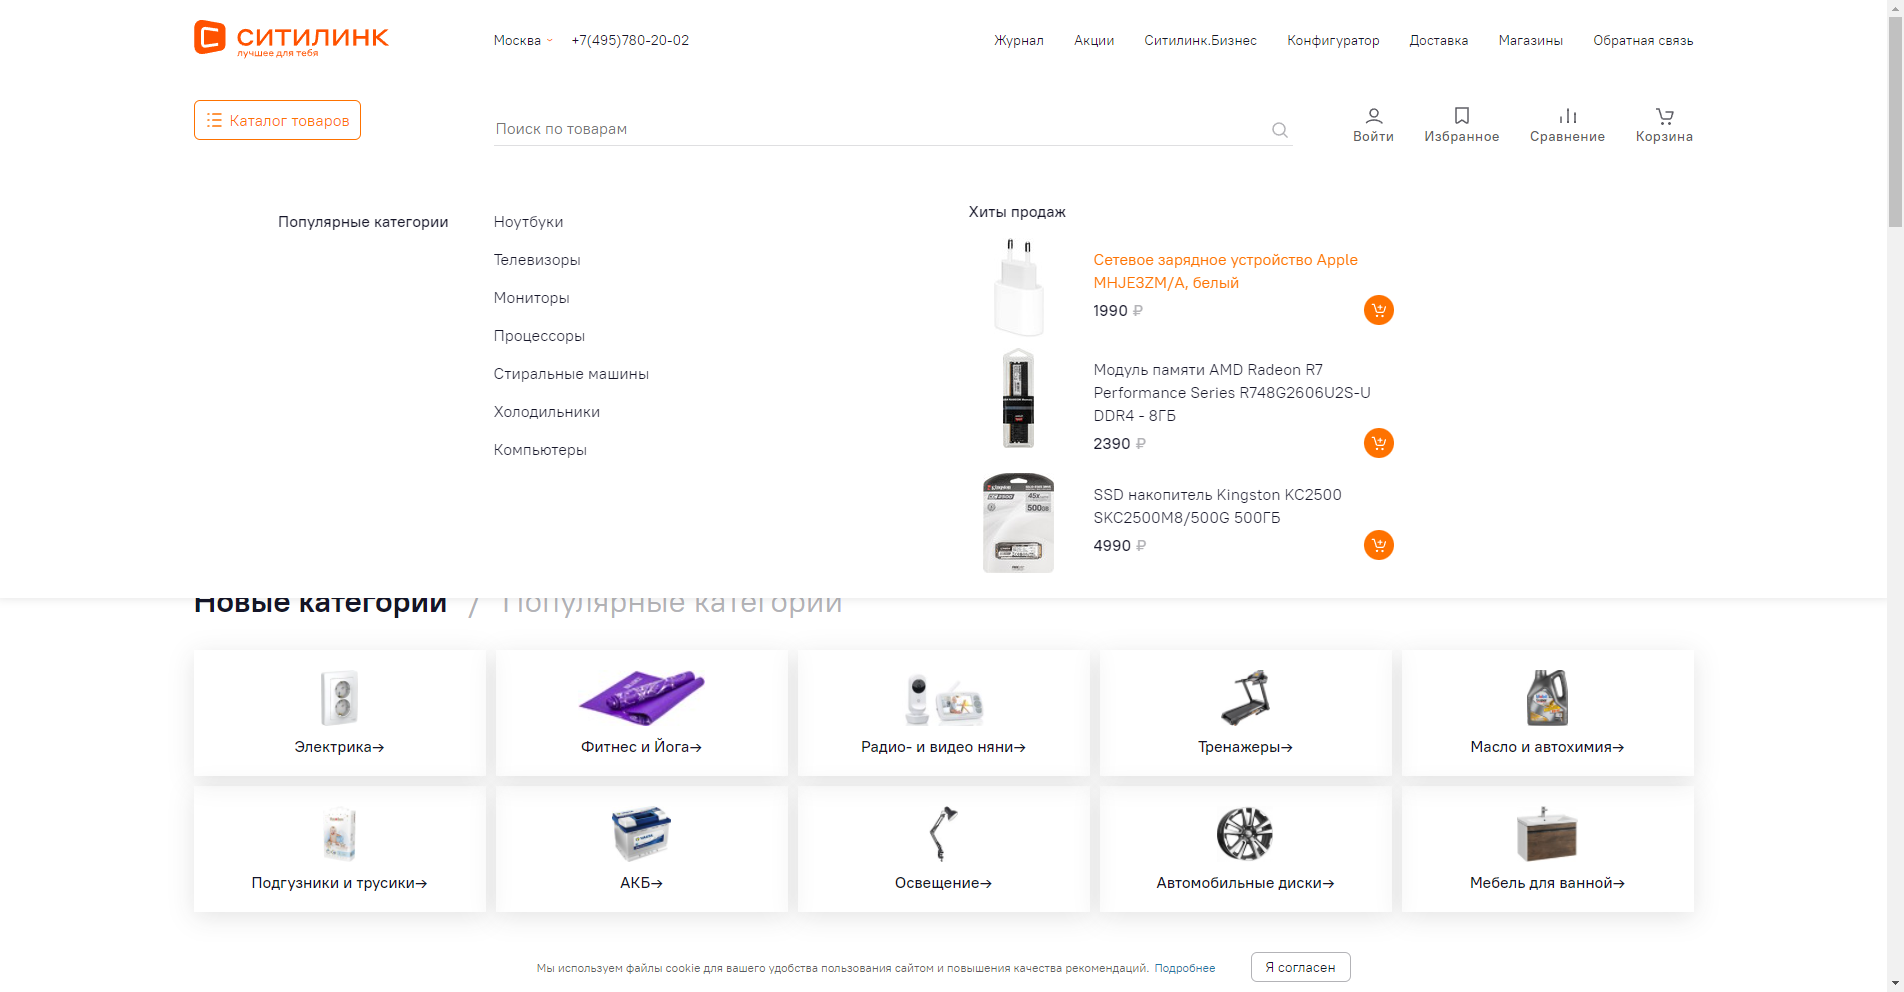 СИТИЛИНК
лучшее для тебя
Москва
+7(495)780-20-02
Журнал
Акции
Ситилинк.Бизнес
Конфигуратор
Доставка
Магазины
Обратная связь
Каталог товаров
Поиск по товарам
Войти
Избранное
Сравнение
Корзина
Популярные категории
Ноутбуки
Телевизоры
Мониторы
Процессоры
Стиральные машины
Холодильники
Компьютеры
Хиты продаж
Сетевое зарядное устройство Apple
MHJE3ZM/A, белый
1990 ₽
Модуль памяти AMD Radeon R7
Performance Series R748G2606U2S-U
DDR4 - 8ГБ
2390 ₽
Kingston
45x
500GB
SSD накопитель Kingston KC2500
SKC2500M8/500G 500ГБ
4990 ₽
Новые категории / Популярные категории
Электрика→
Фитнес и Йога→
Радио- и видео няни→
Тренажеры→
Масло и автохимия→
Подгузники и трусики→
АКБ→
Освещение→
Автомобильные диски→
Мебель для ванной→
Мы используем файлы cookie для вашего удобства пользования сайтом и повышения качества рекомендаций. Подробнее
Я согласен